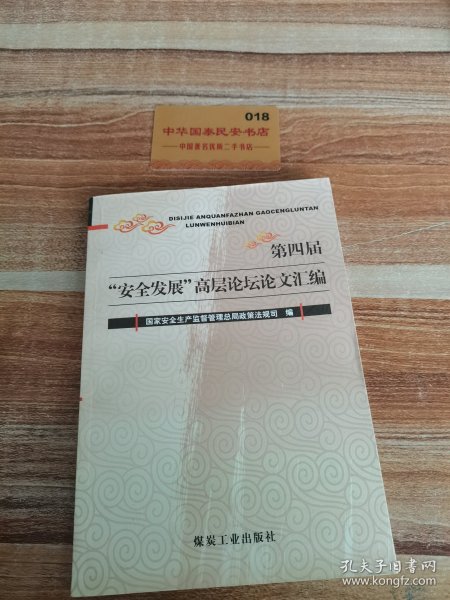 018
中华国泰民安书店
中国著名优质二手书店
DISIJIE ANQUANFAZHAN GAOCENGLUNTAN
LUNWENHUIBIAN
第四届
“安全发展”高层论坛论文汇编
国家安全生产监督管理总局政策法规司 编
煤炭工业出版社
孔夫子旧书网
www.kongfz.com